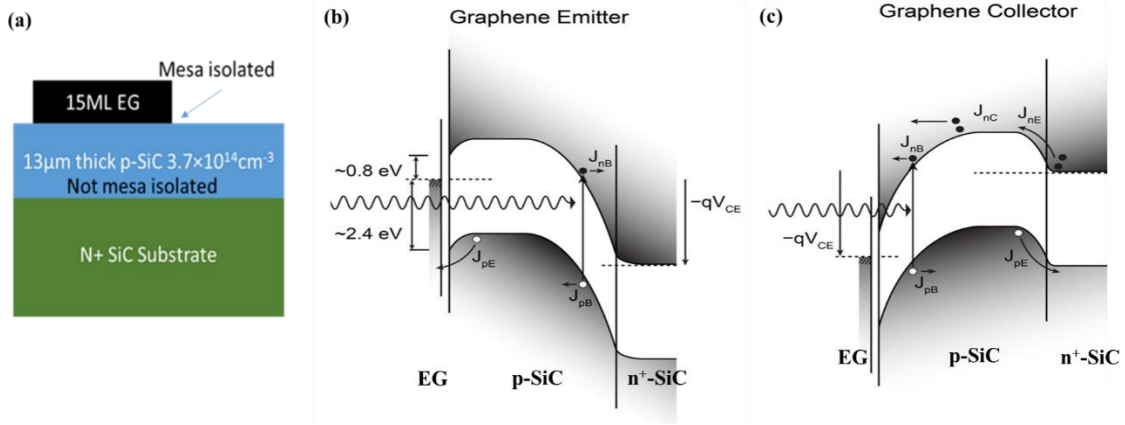 (a)
Mesa isolated
15ML EG
13μm thick p-SiC 3.7×10¹⁴cm⁻³
Not mesa isolated
N+ SiC Substrate
(b)
Graphene Emitter
~0.8 eV
~2.4 eV
J_nB
−qV_CE
J_pE
J_pB
EG
p-SiC
n⁺-SiC
(c)
Graphene Collector
J_nC
J_nE
J_nB
−qV_CE
J_pE
J_pB
EG
p-SiC
n⁺-SiC